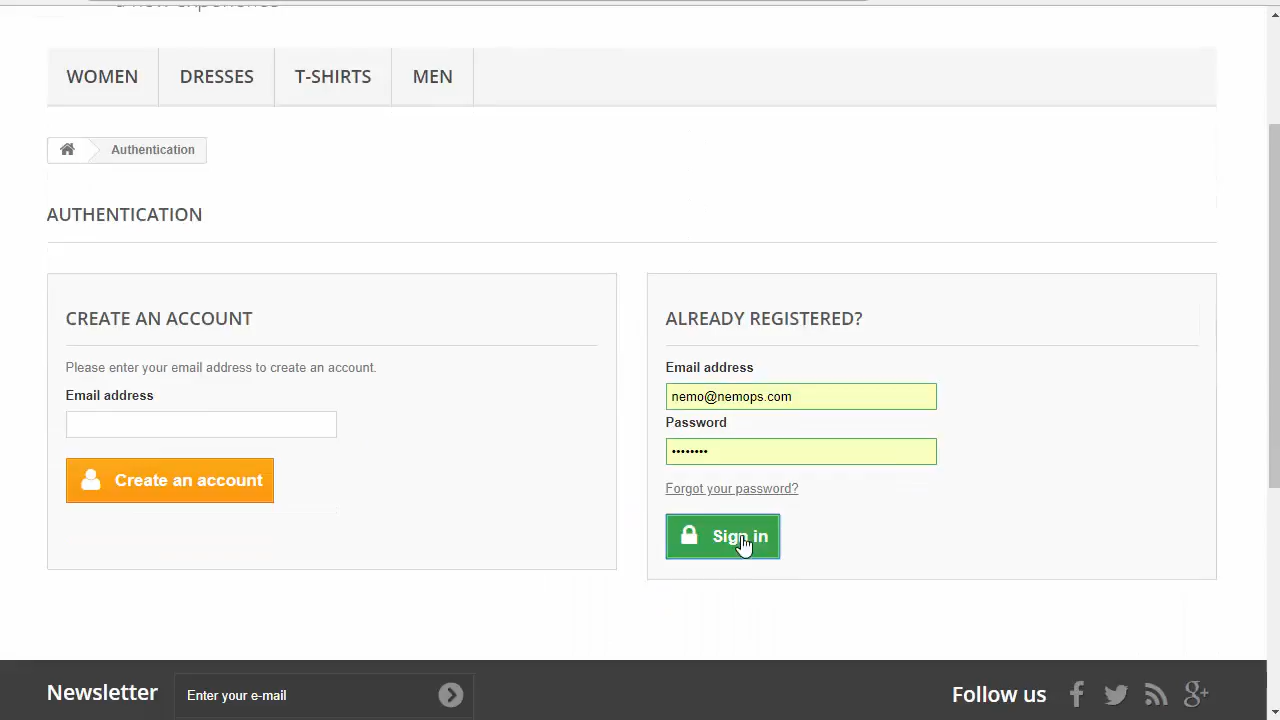 a new experience
WOMEN DRESSES T-SHIRTS MEN
Authentication
AUTHENTICATION
CREATE AN ACCOUNT
Please enter your email address to create an account.
Email address
Create an account
ALREADY REGISTERED?
Email address
nemo@nemops.com
Password
••••••••
Forgot your password?
Sign in
Newsletter Enter your e-mail
Follow us